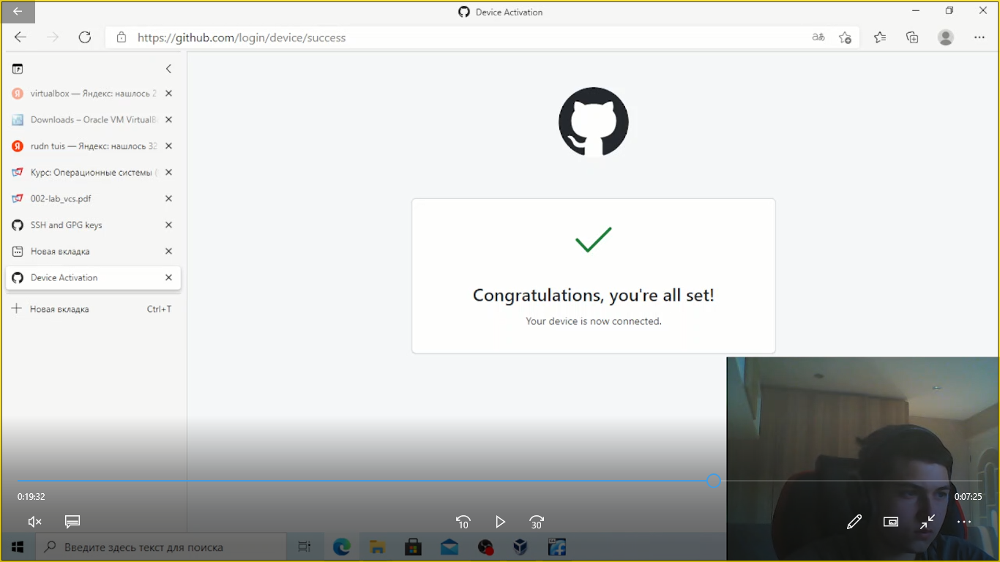 Device Activation
https://github.com/login/device/success
aあ
virtualbox — Яндекс: нашлось 2
Downloads – Oracle VM VirtualB
rudn tuis — Яндекс: нашлось 32
Курс: Операционные системы (
002-lab_vcs.pdf
SSH and GPG keys
Новая вкладка
Device Activation
Новая вкладка Ctrl+T
Congratulations, you're all set!
Your device is now connected.
0:19:32 0:07:25
10 30
Введите здесь текст для поиска